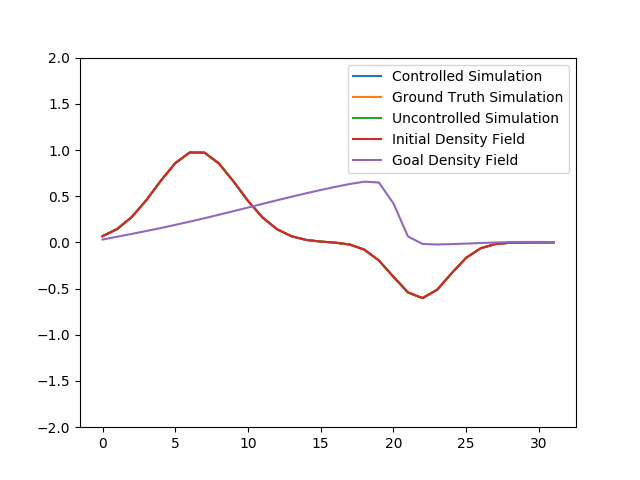 2.0
1.5
1.0
0.5
0.0
−0.5
−1.0
−1.5
−2.0
0 5 10 15 20 25 30
Controlled Simulation
Ground Truth Simulation
Uncontrolled Simulation
Initial Density Field
Goal Density Field